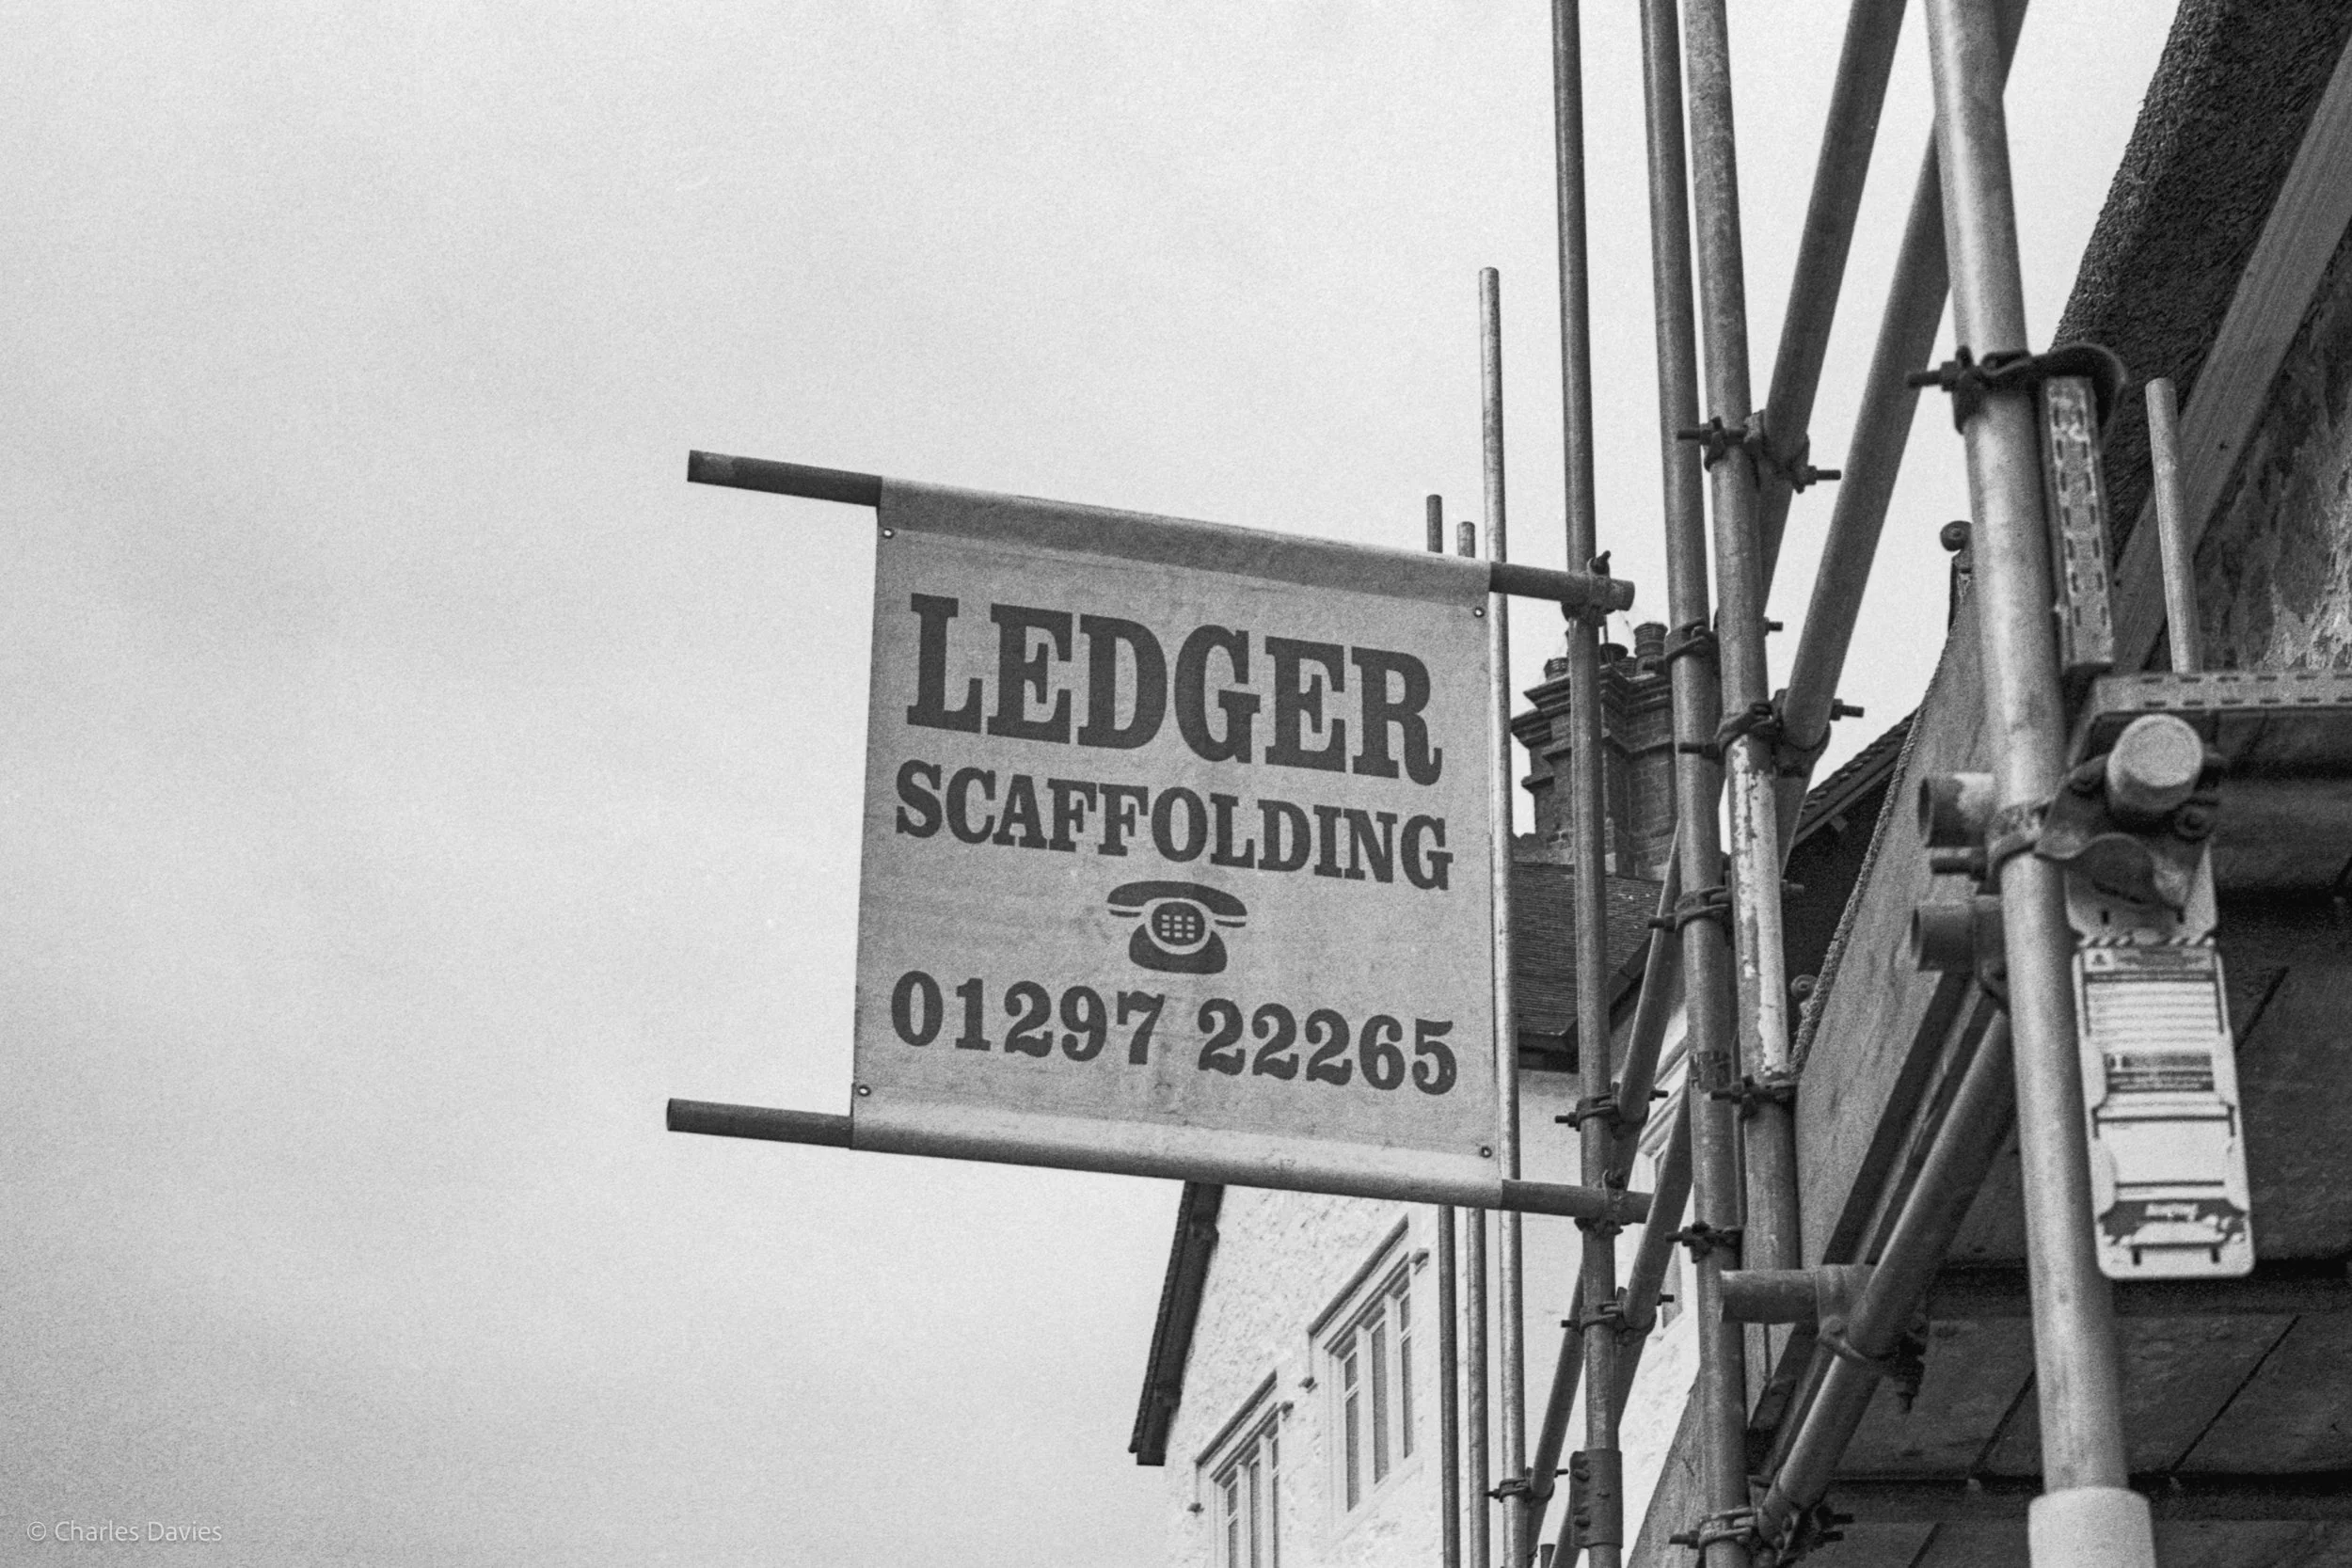 LEDGER
SCAFFOLDING
01297 22265
© Charles Davies